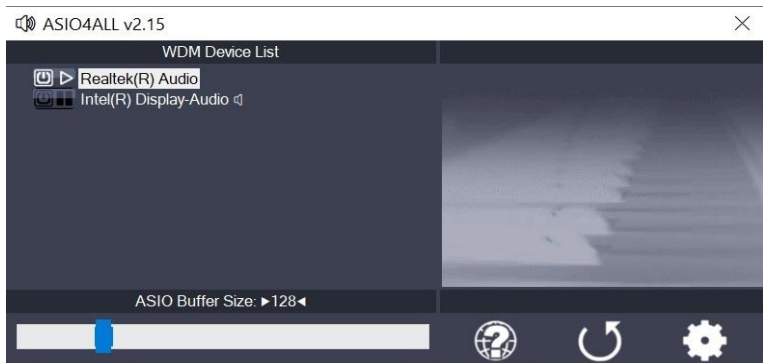 ASIO4ALL v2.15
WDM Device List
Realtek(R) Audio
Intel(R) Display-Audio
ASIO Buffer Size: ►128◄